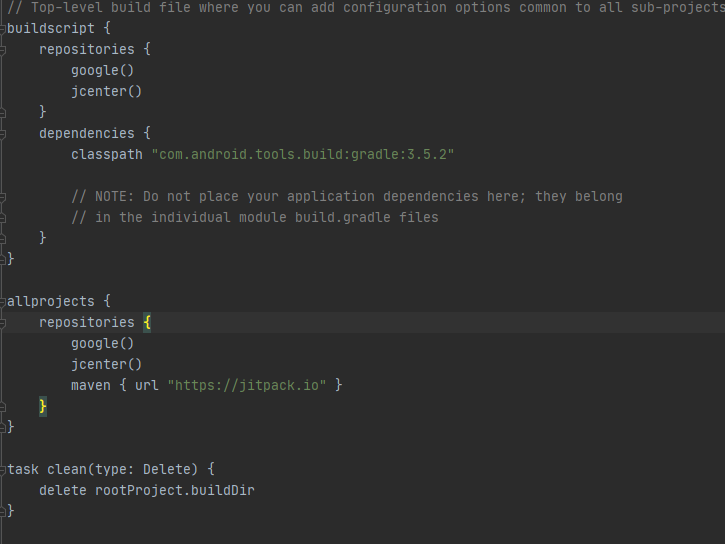 // Top-level build file where you can add configuration options common to all sub-projects
buildscript {
    repositories {
        google()
        jcenter()
    }
    dependencies {
        classpath "com.android.tools.build:gradle:3.5.2"

        // NOTE: Do not place your application dependencies here; they belong
        // in the individual module build.gradle files
    }
}

allprojects {
    repositories {
        google()
        jcenter()
        maven { url "https://jitpack.io" }
    }
}

task clean(type: Delete) {
    delete rootProject.buildDir
}